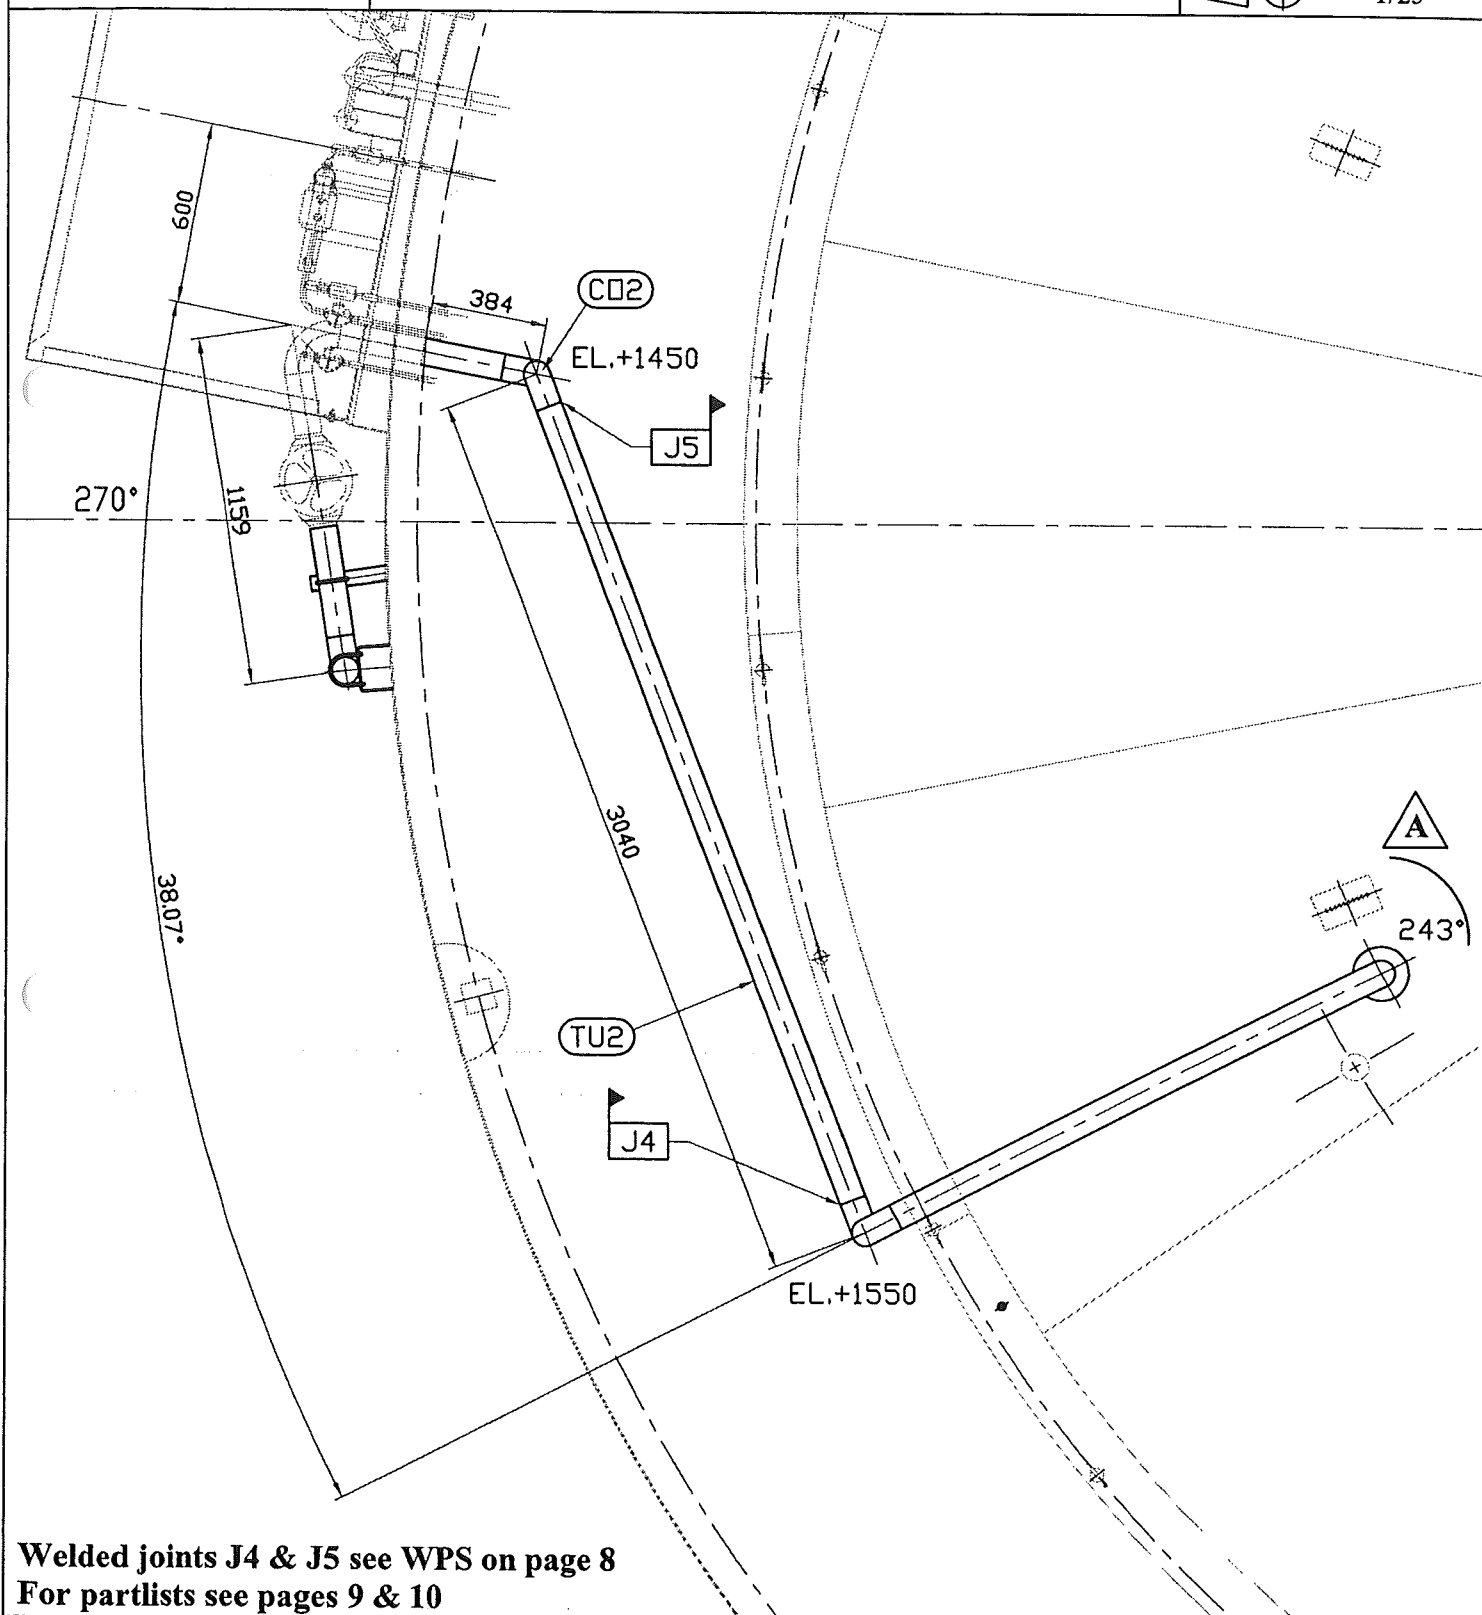 600
384
CO2
EL.+1450
J5
270°
1159
3040
38.07°
A
243°
TU2
J4
EL.+1550
Welded joints J4 & J5 see WPS on page 8
For partlists see pages 9 & 10